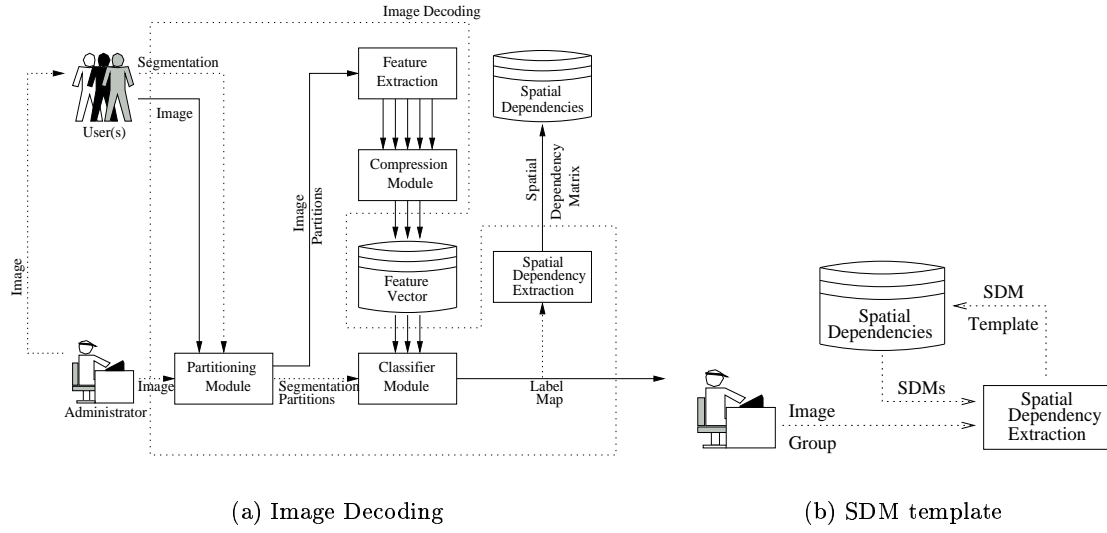 Image Decoding
Segmentation
Image
User(s)
Feature
Extraction
Spatial
Dependencies
Compression
Module
Image
Partitions
Spatial
Dependency
Matrix
Image
Feature
Vector
Spatial
Dependency
Extraction
Administrator
Image
Partitioning
Module
Segmentation
Partitions
Classifier
Module
Label
Map
Spatial
Dependencies
SDM
Template
SDMs
Image
Group
Spatial
Dependency
Extraction
(a) Image Decoding
(b) SDM template